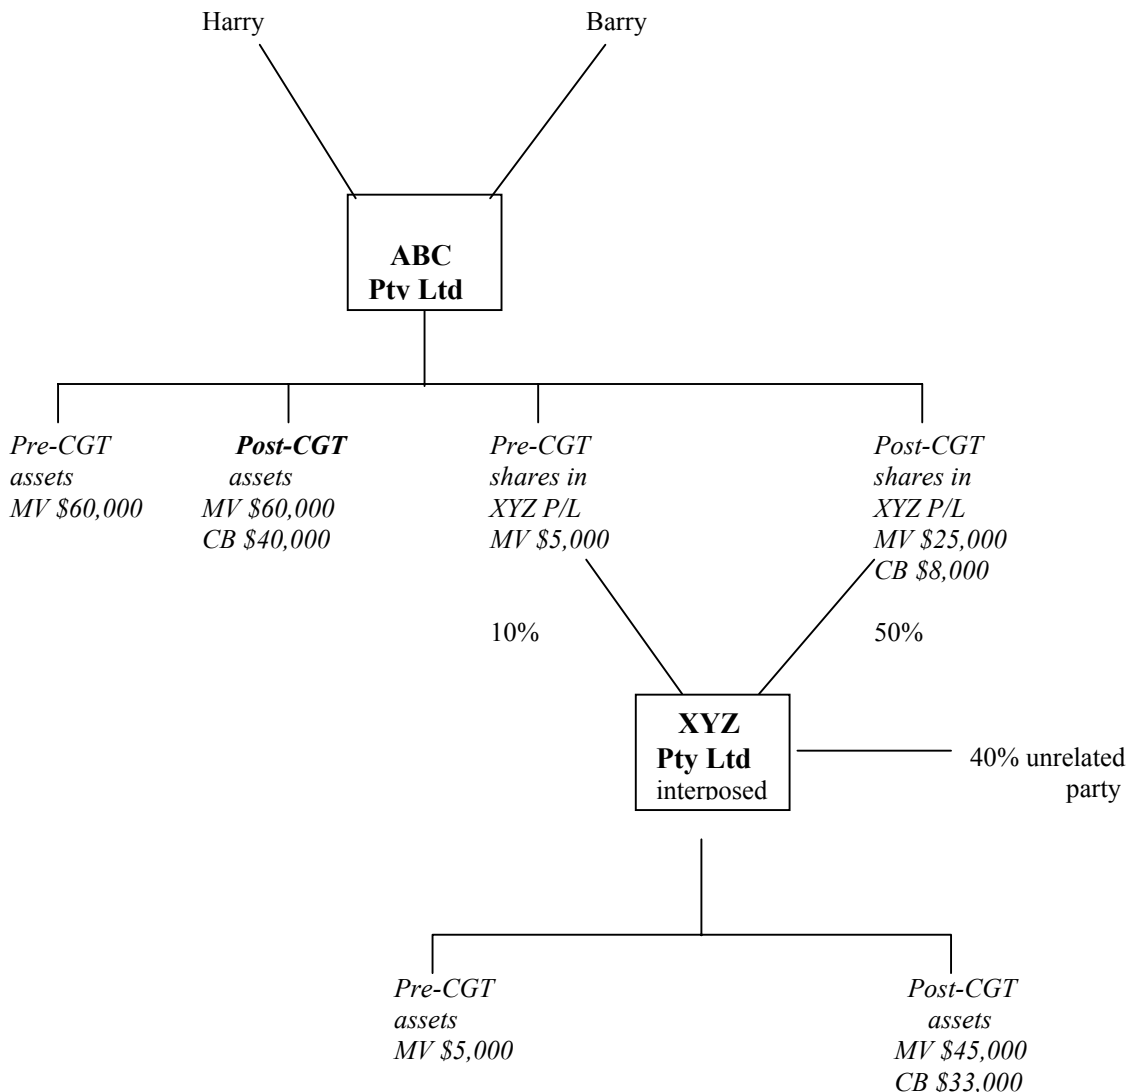 Harry
Barry
ABC
Pty Ltd
Pre-CGT
assets
MV $60,000
Post-CGT
assets
MV $60,000
CB $40,000
Pre-CGT
shares in
XYZ P/L
MV $5,000
Post-CGT
shares in
XYZ P/L
MV $25,000
CB $8,000
10%
50%
XYZ
Pty Ltd
interposed
40% unrelated
party
Pre-CGT
assets
MV $5,000
Post-CGT
assets
MV $45,000
CB $33,000